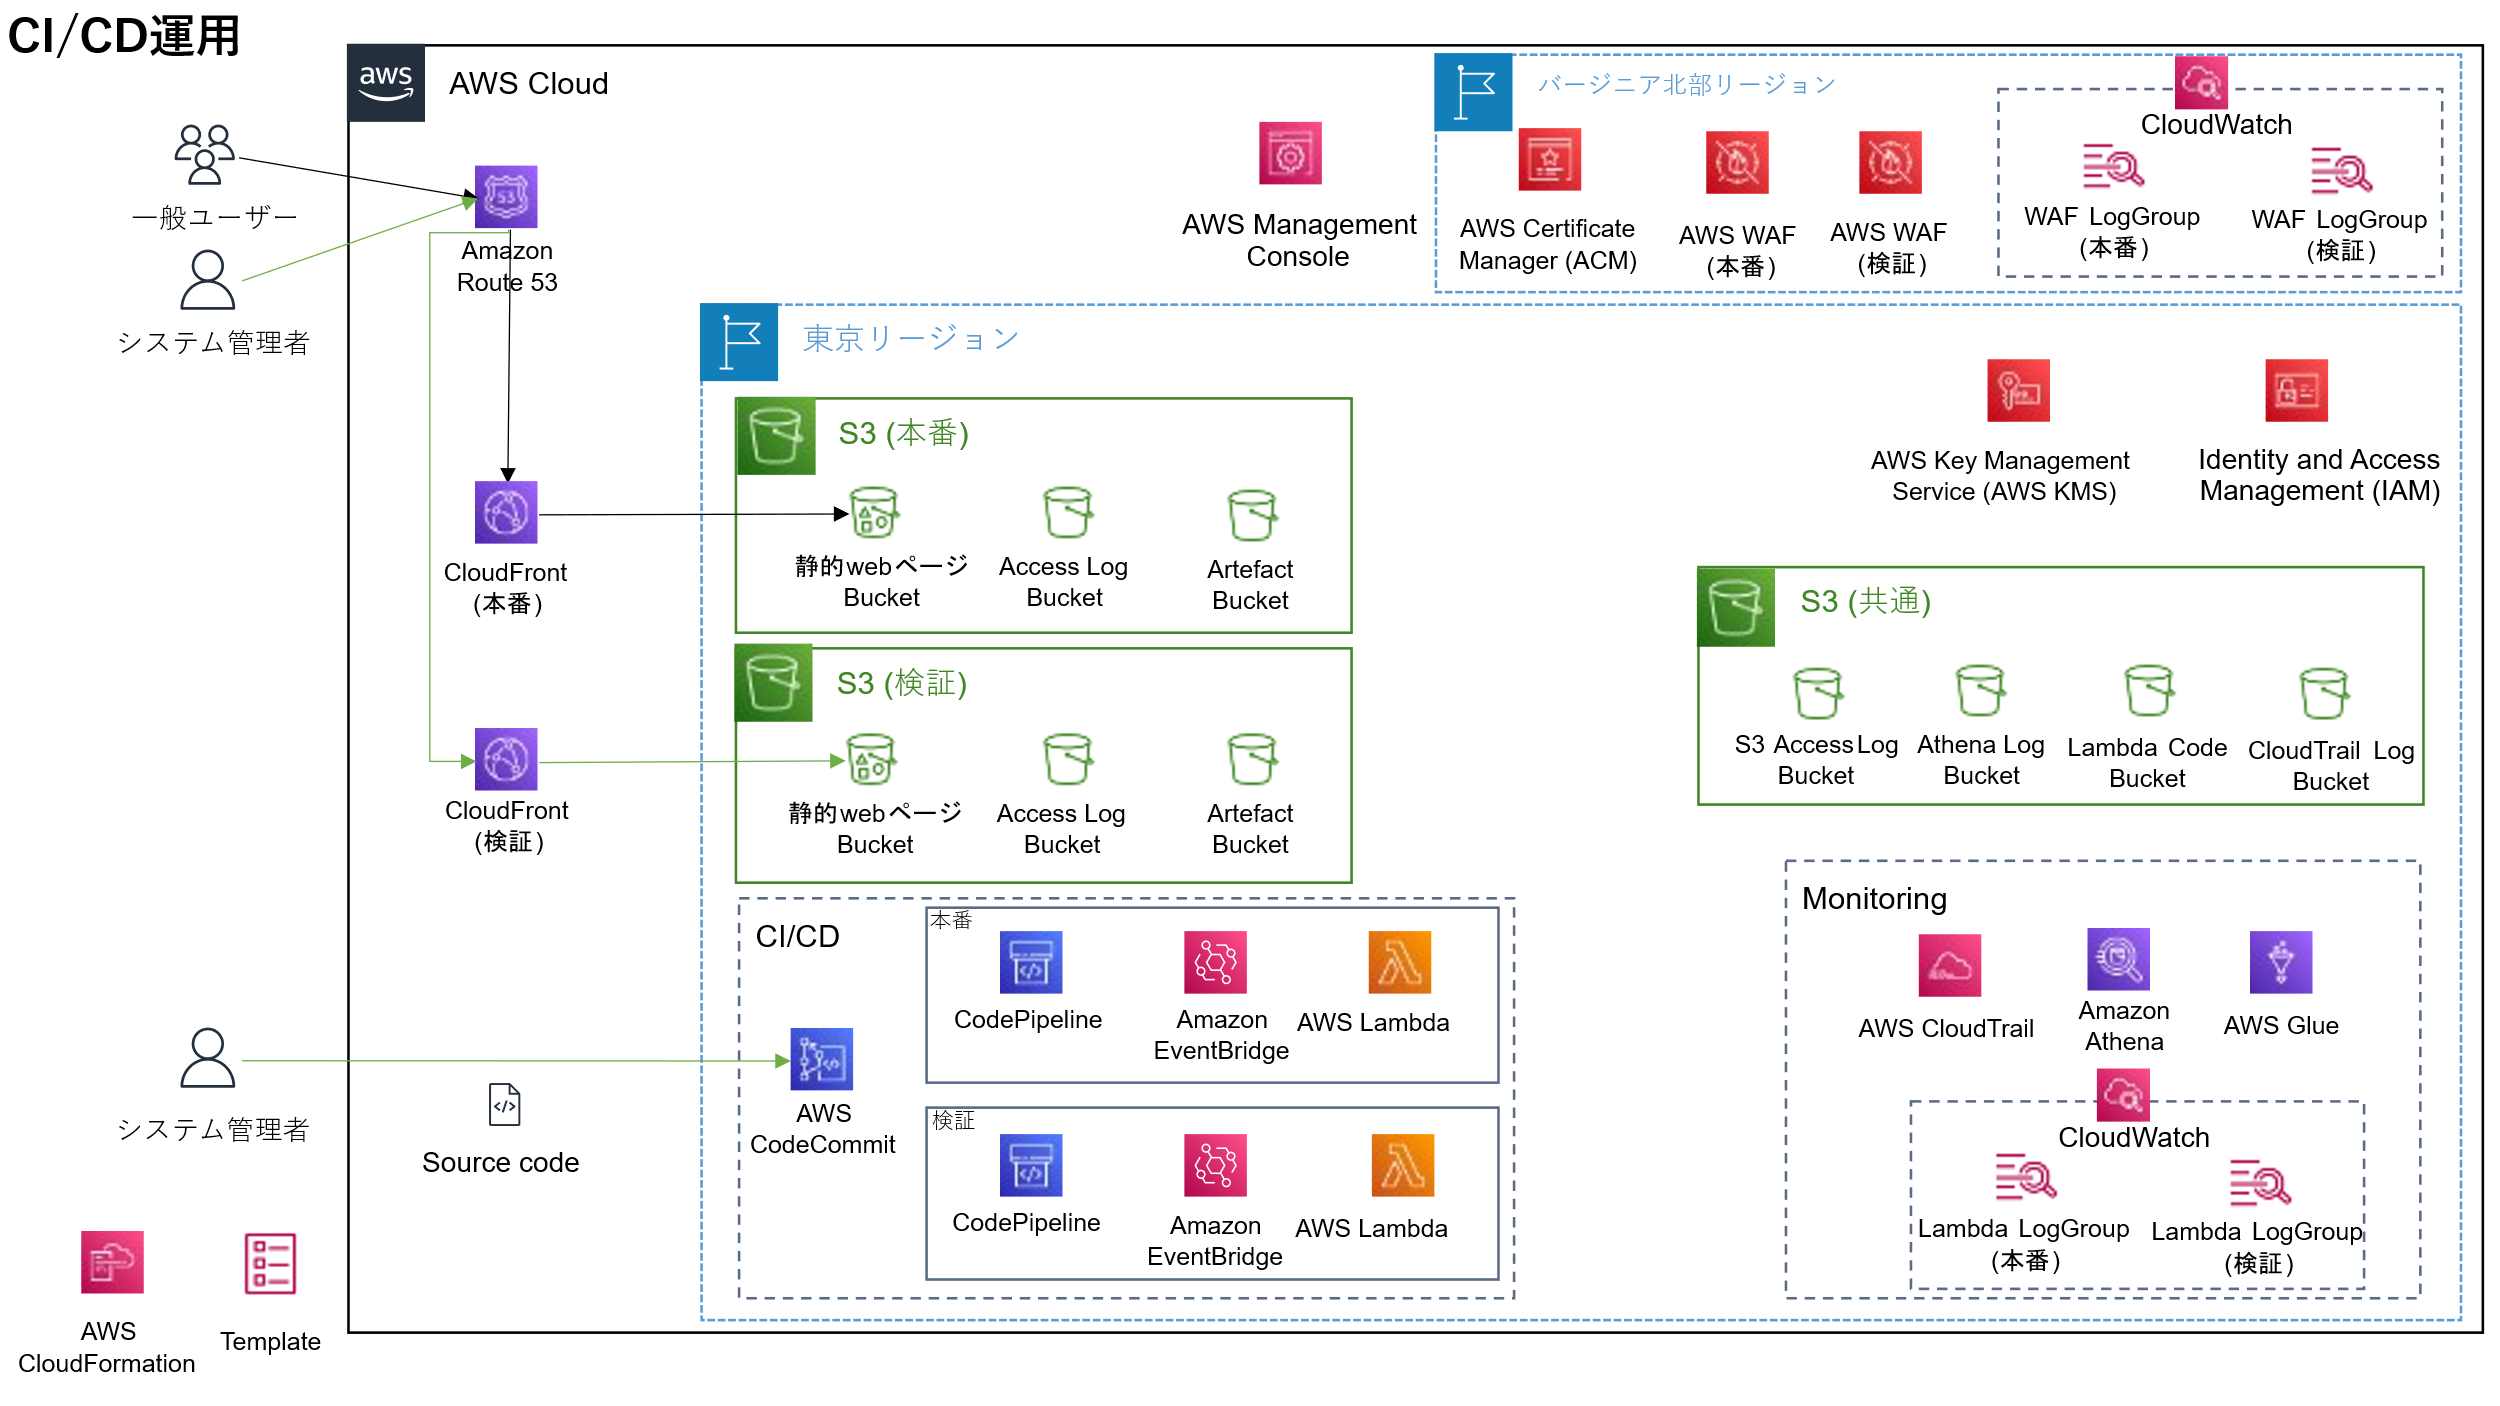 CI/CD運用
aws
AWS Cloud
一般ユーザー
システム管理者
53
Amazon
Route 53
AWS Management
Console
バージニア北部リージョン
AWS Certificate
Manager (ACM)
AWS WAF
(本番)
AWS WAF
(検証)
CloudWatch
WAF LogGroup
(本番)
WAF LogGroup
(検証)
東京リージョン
AWS Key Management
Service (AWS KMS)
Identity and Access
Management (IAM)
CloudFront
(本番)
S3 (本番)
静的webページ
Bucket
Access Log
Bucket
Artefact
Bucket
S3 (共通)
S3 AccessLog
Bucket
Athena Log
Bucket
Lambda Code
Bucket
CloudTrail Log
Bucket
CloudFront
(検証)
S3 (検証)
静的webページ
Bucket
Access Log
Bucket
Artefact
Bucket
CI/CD
本番
CodePipeline
Amazon
EventBridge
AWS Lambda
AWS
CodeCommit
検証
CodePipeline
Amazon
EventBridge
AWS Lambda
Monitoring
AWS CloudTrail
Amazon
Athena
AWS Glue
CloudWatch
Lambda LogGroup
(本番)
Lambda LogGroup
(検証)
システム管理者
Source code
AWS
CloudFormation
Template